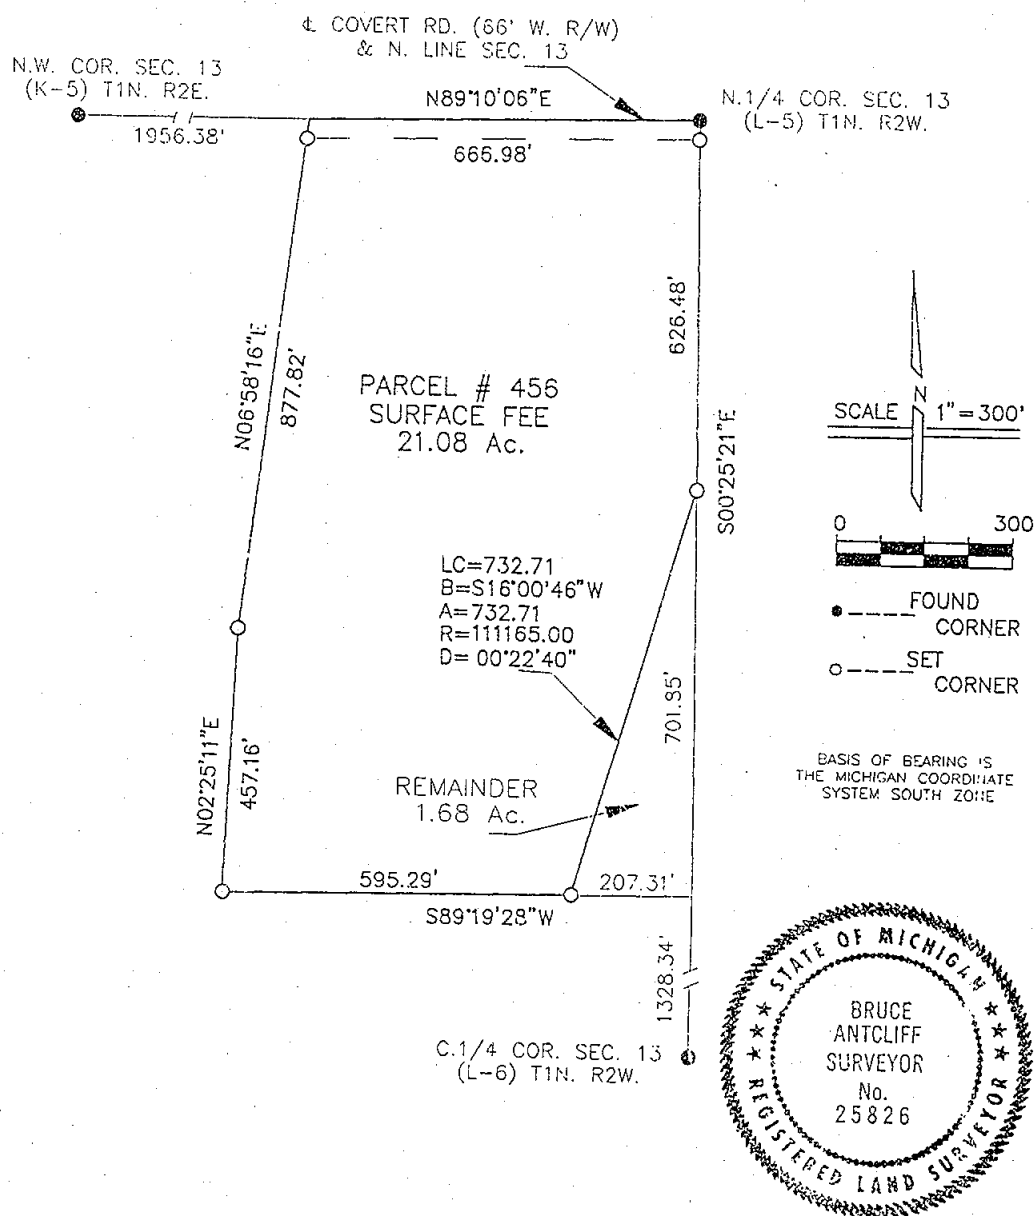 ℄ COVERT RD. (66' W. R/W)
& N. LINE SEC. 13
N.W. COR. SEC. 13
(K-5) T1N. R2E.
N89°10'06"E
N.1/4 COR. SEC. 13
(L-5) T1N. R2W.
1956.38'
665.98'
626.48'
N06°58'16"E
877.82'
PARCEL # 456
SURFACE FEE
21.08 Ac.
N
SCALE 1"=300'
S00°25'21"E
0 300
LC=732.71
B=S16°00'46"W
A=732.71
R=111165.00
D= 00°22'40"
FOUND
CORNER
SET
CORNER
701.85'
N02°25'11"E
457.16'
REMAINDER
1.68 Ac.
BASIS OF BEARING IS
THE MICHIGAN COORDINATE
SYSTEM SOUTH ZONE
595.29'
207.31'
S89°19'28"W
1328.34'
C.1/4 COR. SEC. 13
(L-6) T1N. R2W.
STATE OF MICHIGAN
BRUCE
ANTCLIFF
SURVEYOR
No.
25826
REGISTERED LAND SURVEYOR